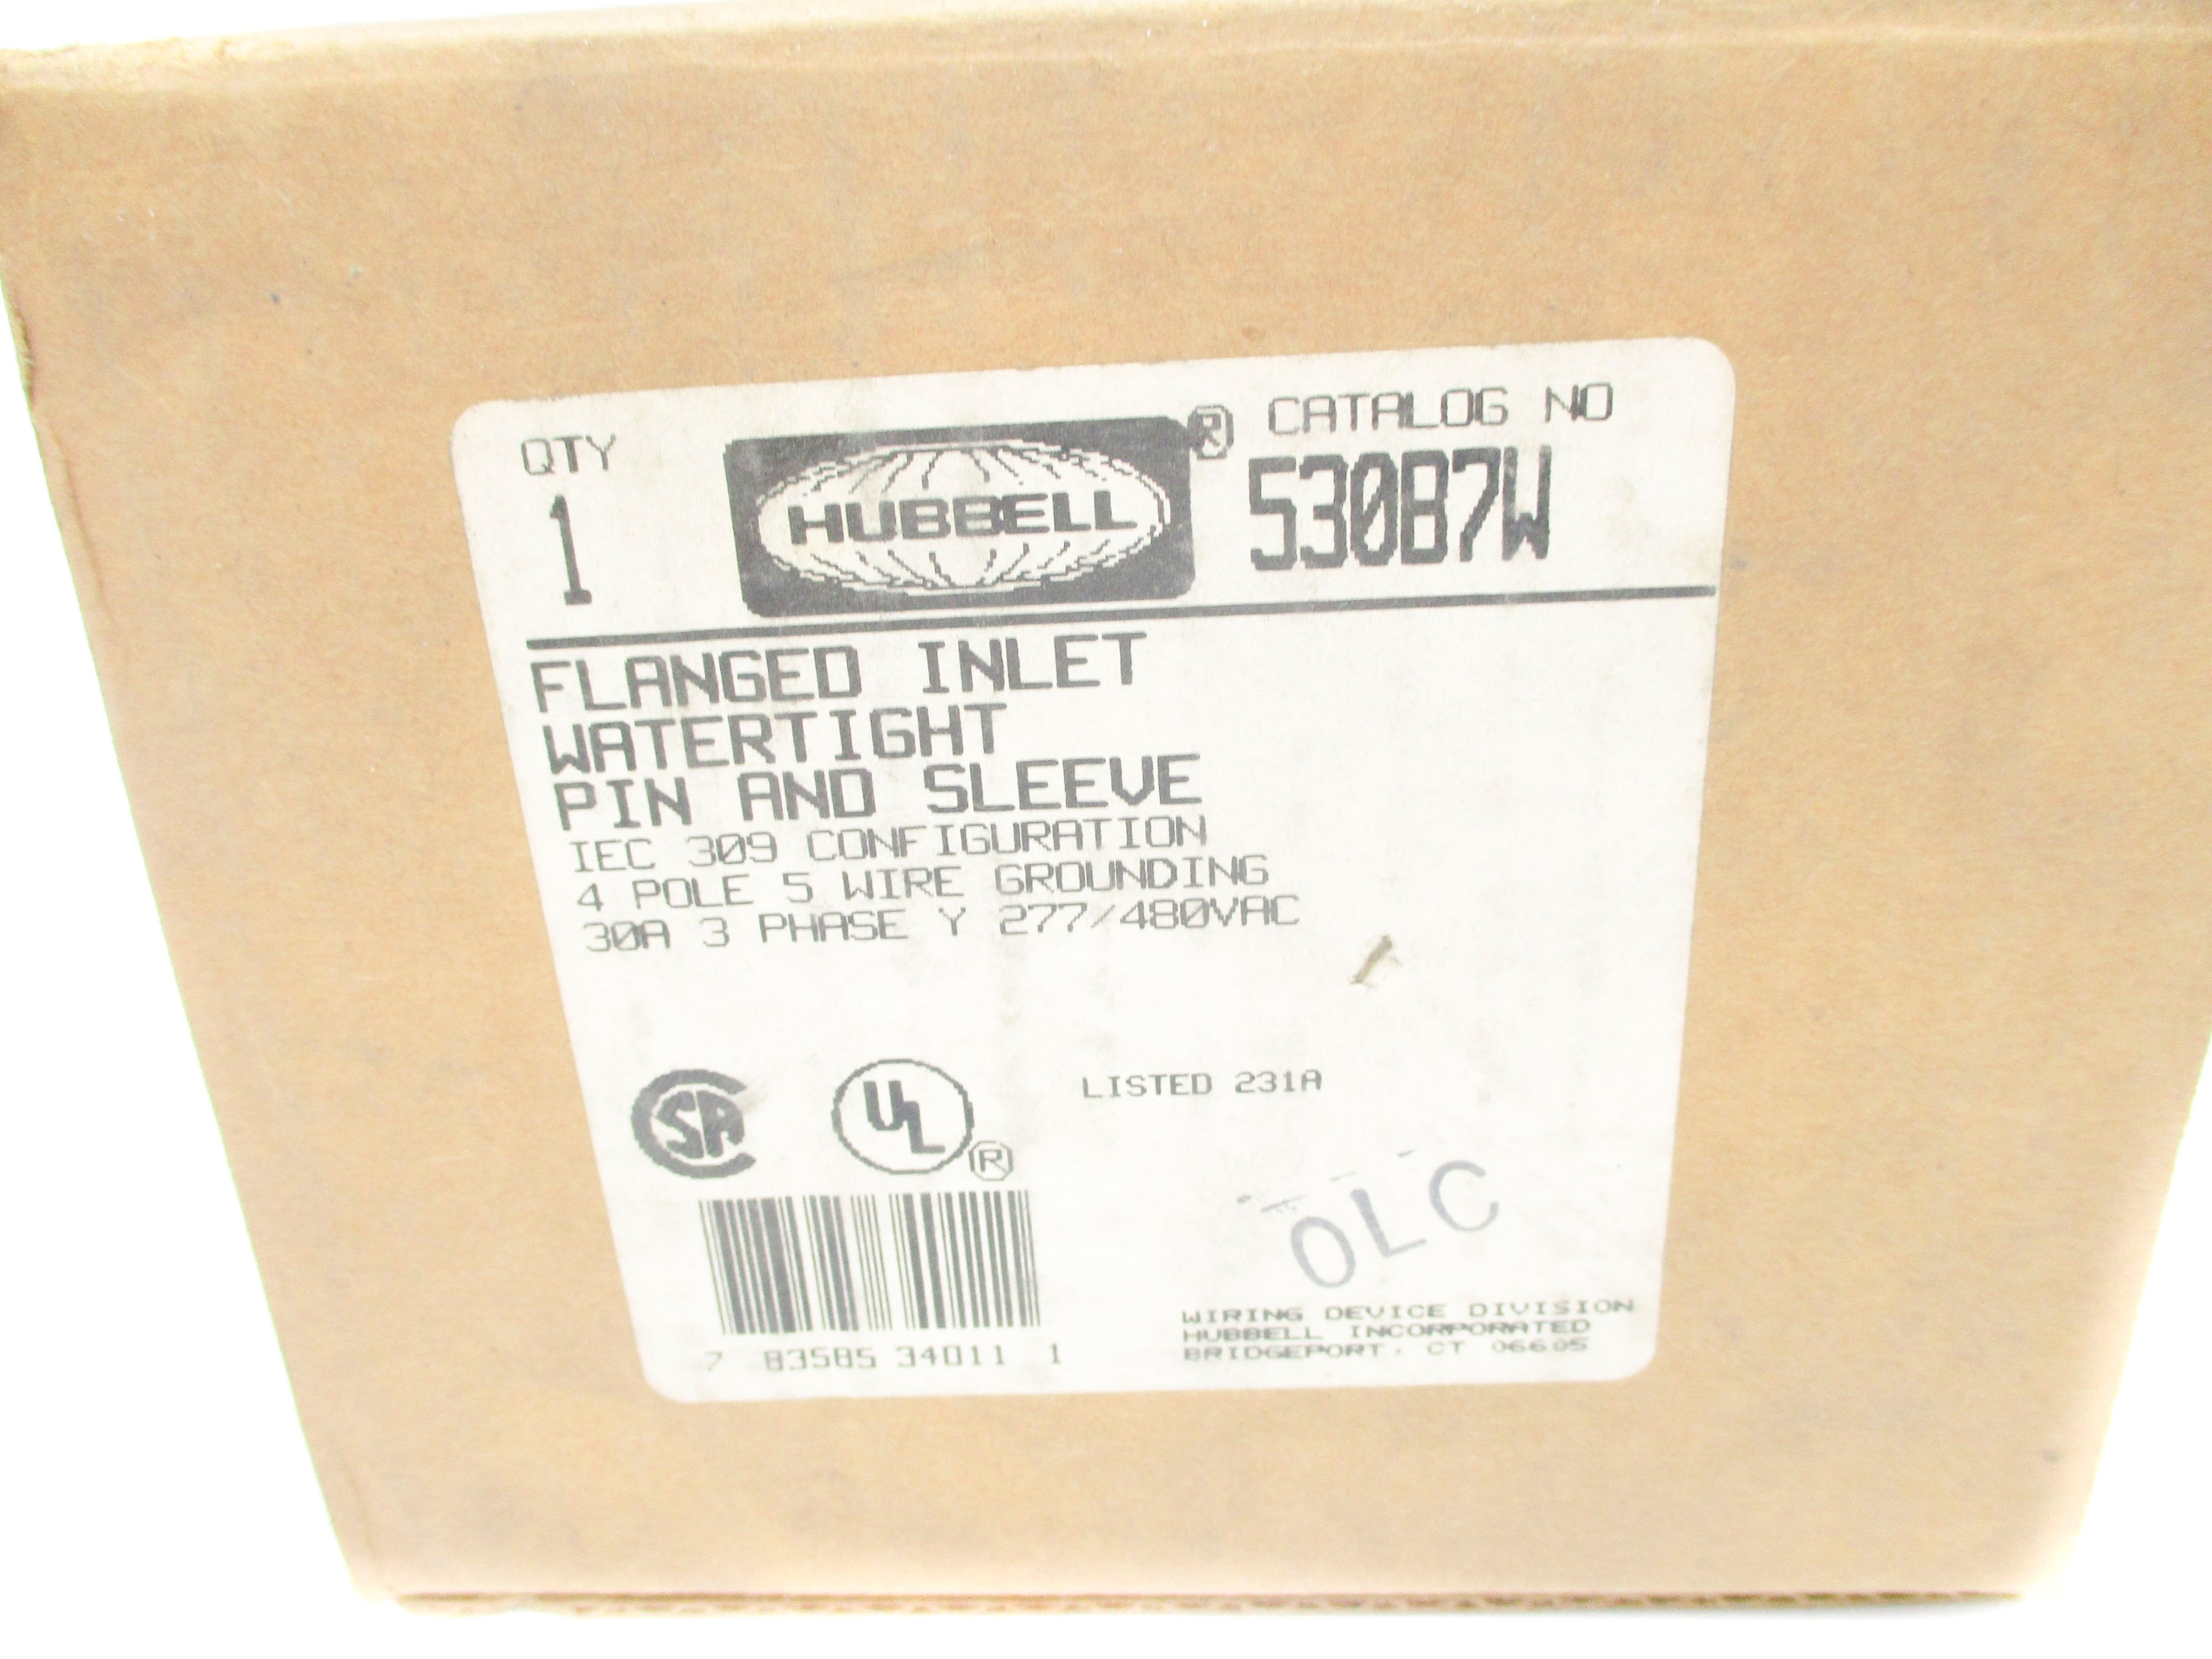 QTY
1
HUBBELL ®
CATALOG NO
530B7W
FLANGED INLET
WATERTIGHT
PIN AND SLEEVE
IEC 309 CONFIGURATION
4 POLE 5 WIRE GROUNDING
30A 3 PHASE Y 277/480VAC
SA
UL ®
LISTED 231A
OLC
7 83585 34011 1
WIRING DEVICE DIVISION
HUBBELL INCORPORATED
BRIDGEPORT, CT 06605